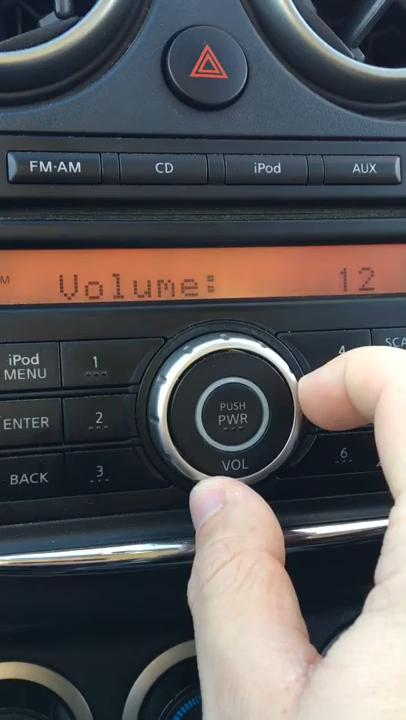 FM·AM CD iPod AUX
M Volume: 12
iPod MENU 1 4 SCA
PUSH
PWR
ENTER 2
VOL
BACK 3 6